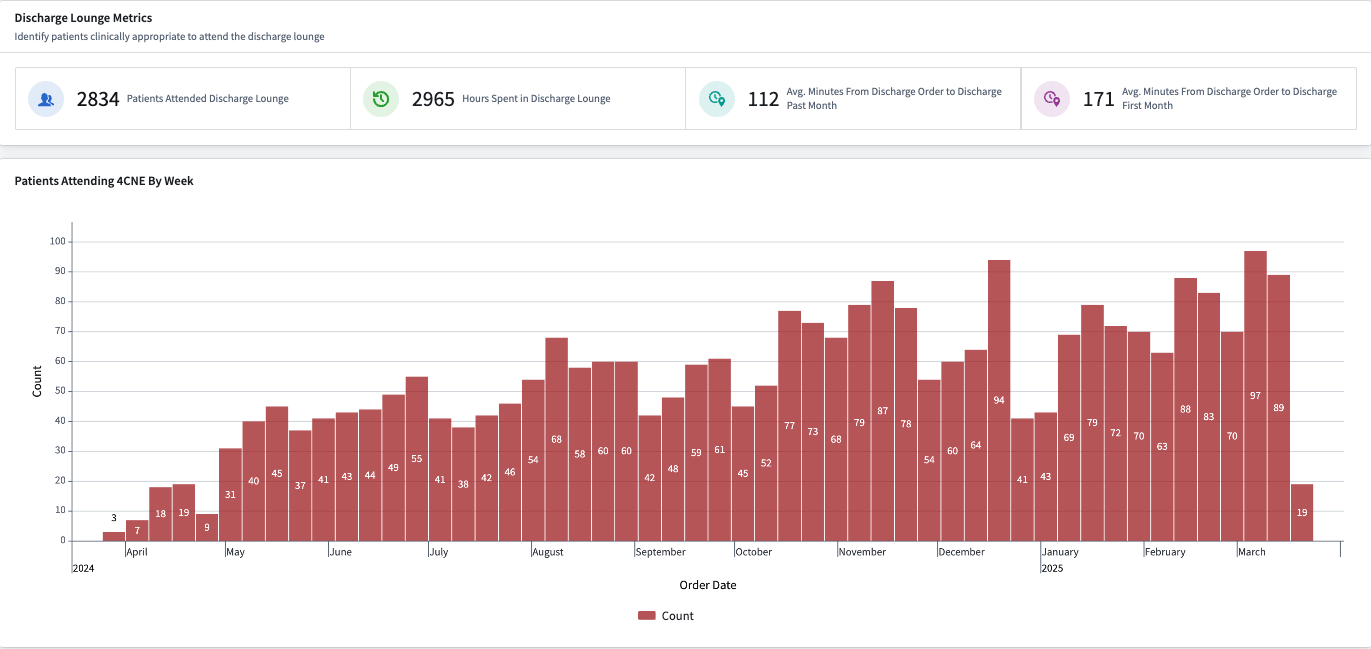 Discharge Lounge Metrics
Identify patients clinically appropriate to attend the discharge lounge
2834 Patients Attended Discharge Lounge
2965 Hours Spent in Discharge Lounge
112 Avg. Minutes From Discharge Order to Discharge
Past Month
171 Avg. Minutes From Discharge Order to Discharge
First Month
Patients Attending 4CNE By Week
Count
100
90
80
70
60
50
40
30
20
10
0
3 7 18 19 9 31 40 45 37 41 43 44 49 55 41 38 42 46 54 68 58 60 60 42 48 59 61 45 52 77 73 68 79 87 78 54 60 64 94 41 43 69 79 72 70 63 88 83 70 97 89 19
April May June July August September October November December January February March
2024 2025
Order Date
Count